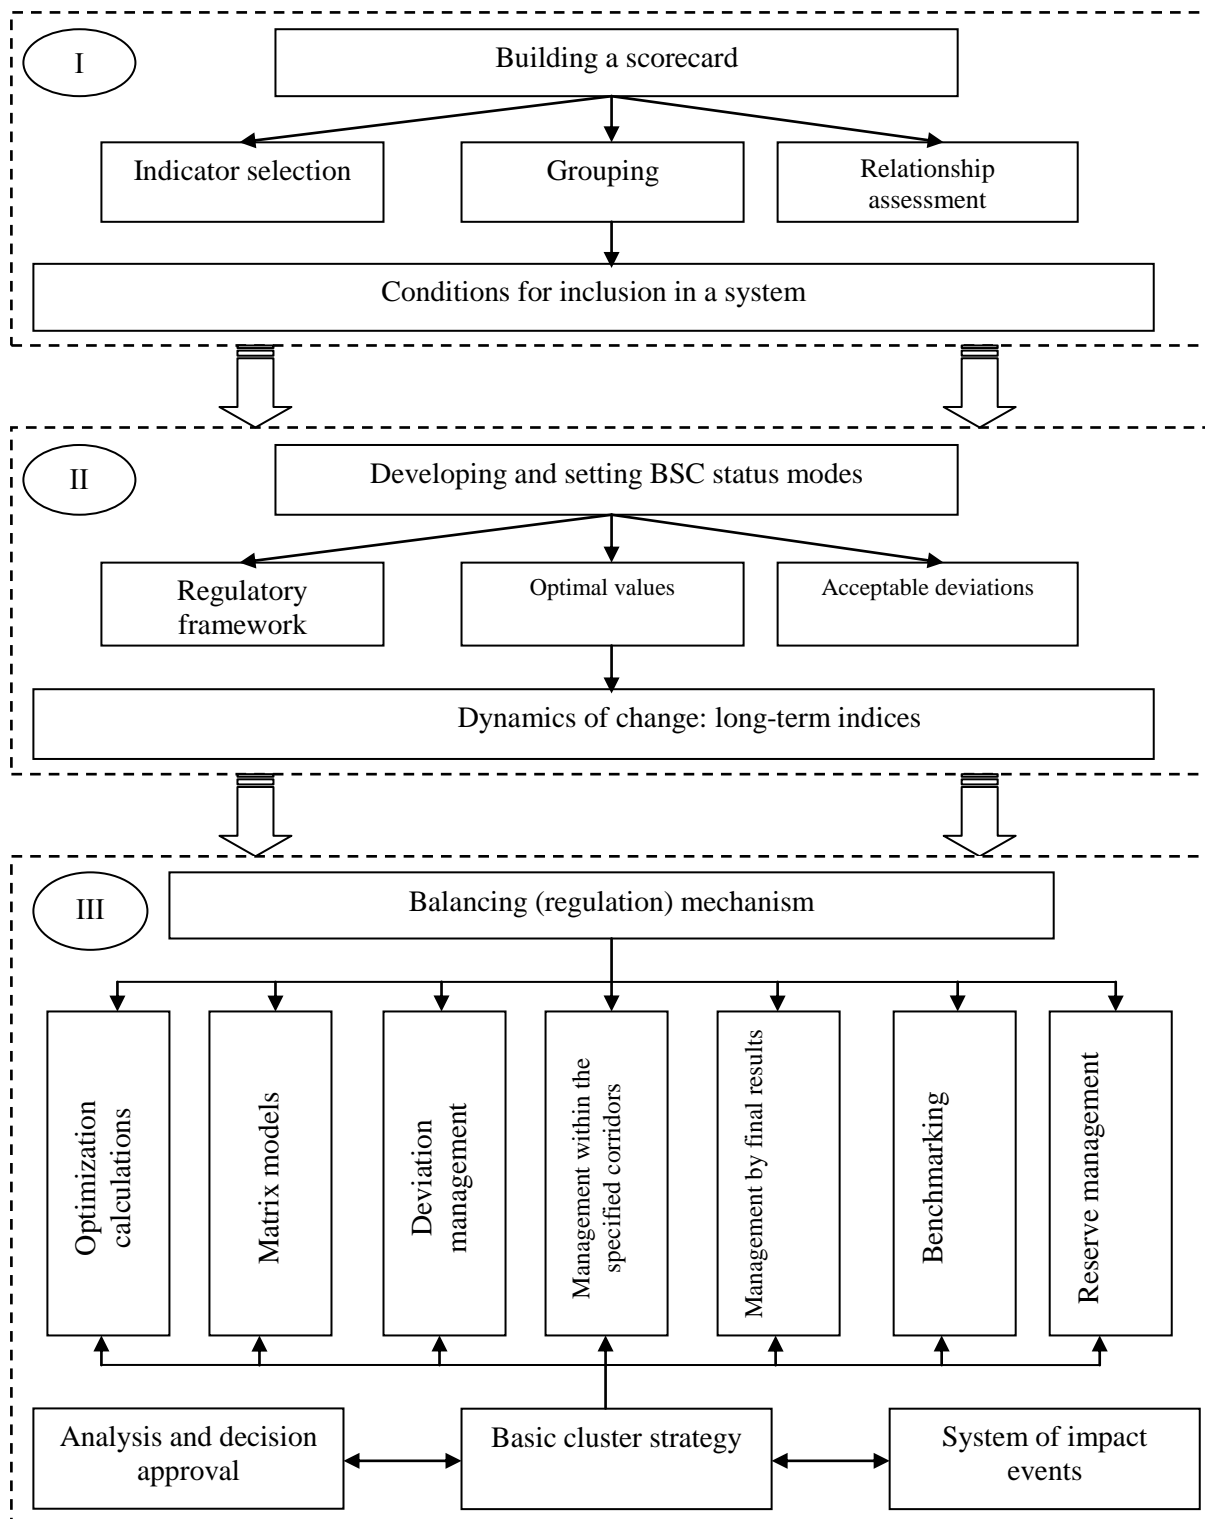 I
Building a scorecard
Indicator selection
Grouping
Relationship
assessment
Conditions for inclusion in a system
II
Developing and setting BSC status modes
Regulatory
framework
Optimal values
Acceptable deviations
Dynamics of change: long-term indices
III
Balancing (regulation) mechanism
Optimization
calculations
Matrix models
Deviation
management
Management within the
specified corridors
Management by final results
Benchmarking
Reserve management
Analysis and decision
approval
Basic cluster strategy
System of impact
events